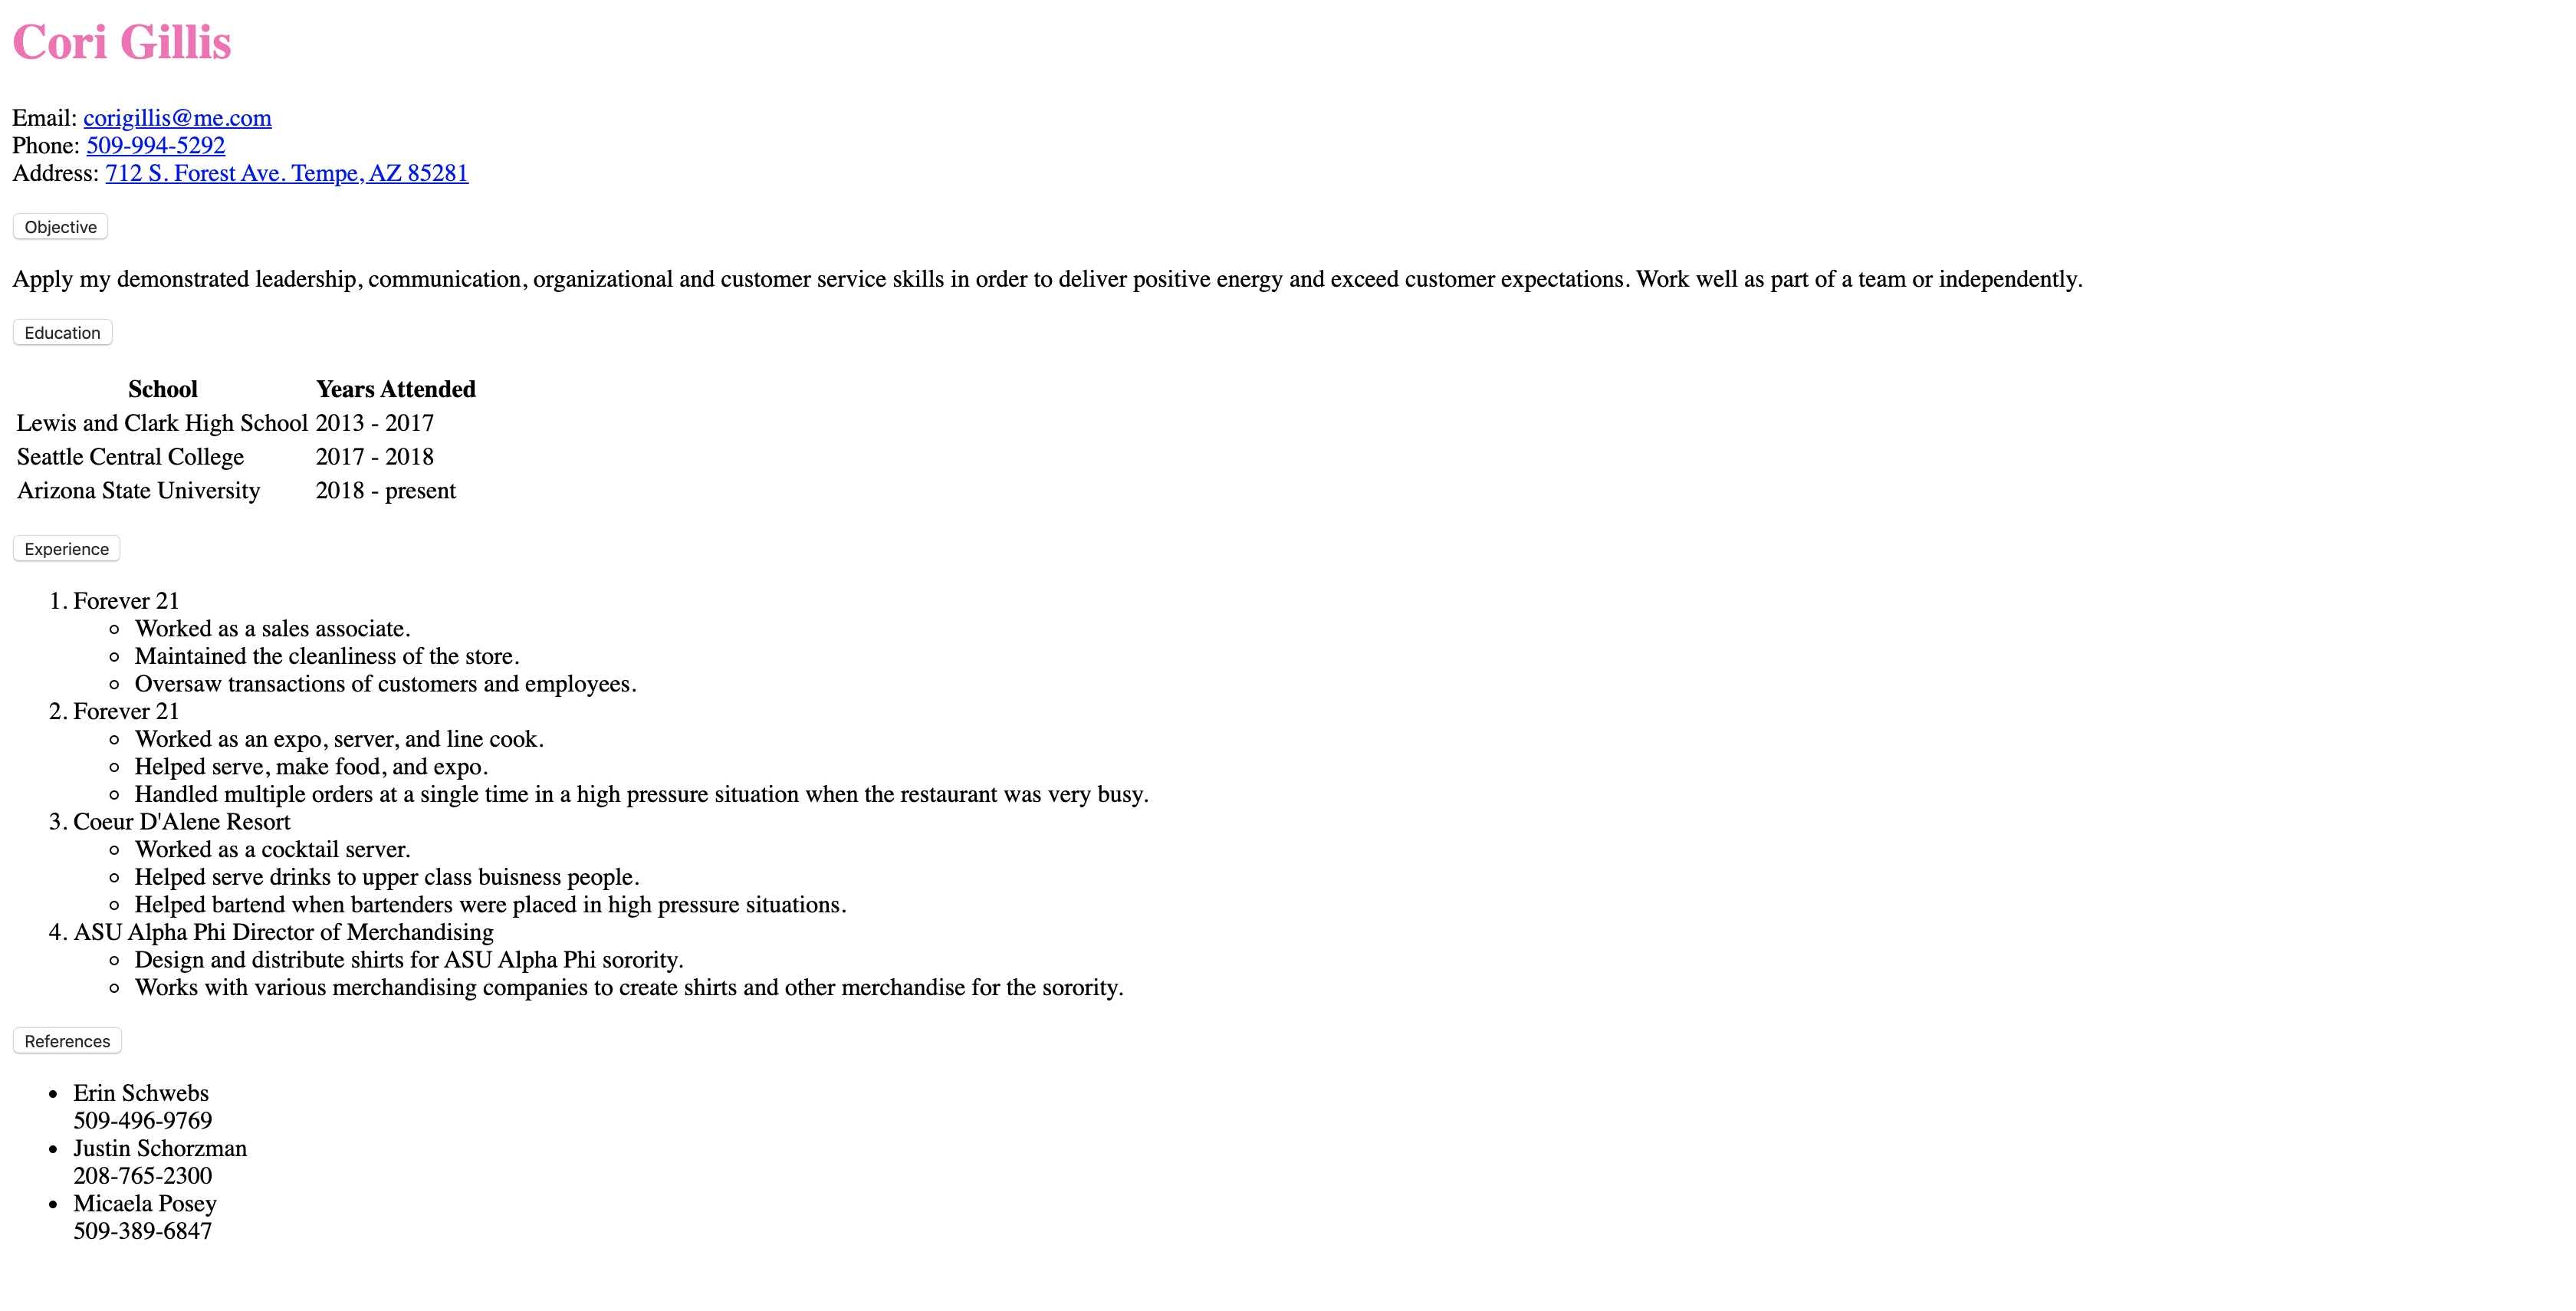 Cori Gillis
Email: corigillis@me.com
Phone: 509-994-5292
Address: 712 S. Forest Ave. Tempe, AZ 85281
Objective
Apply my demonstrated leadership, communication, organizational and customer service skills in order to deliver positive energy and exceed customer expectations. Work well as part of a team or independently.
Education
School Years Attended
Lewis and Clark High School 2013 - 2017
Seattle Central College 2017 - 2018
Arizona State University 2018 - present
Experience
1. Forever 21
Worked as a sales associate.
Maintained the cleanliness of the store.
Oversaw transactions of customers and employees.
2. Forever 21
Worked as an expo, server, and line cook.
Helped serve, make food, and expo.
Handled multiple orders at a single time in a high pressure situation when the restaurant was very busy.
3. Coeur D'Alene Resort
Worked as a cocktail server.
Helped serve drinks to upper class buisness people.
Helped bartend when bartenders were placed in high pressure situations.
4. ASU Alpha Phi Director of Merchandising
Design and distribute shirts for ASU Alpha Phi sorority.
Works with various merchandising companies to create shirts and other merchandise for the sorority.
References
Erin Schwebs
509-496-9769
Justin Schorzman
208-765-2300
Micaela Posey
509-389-6847